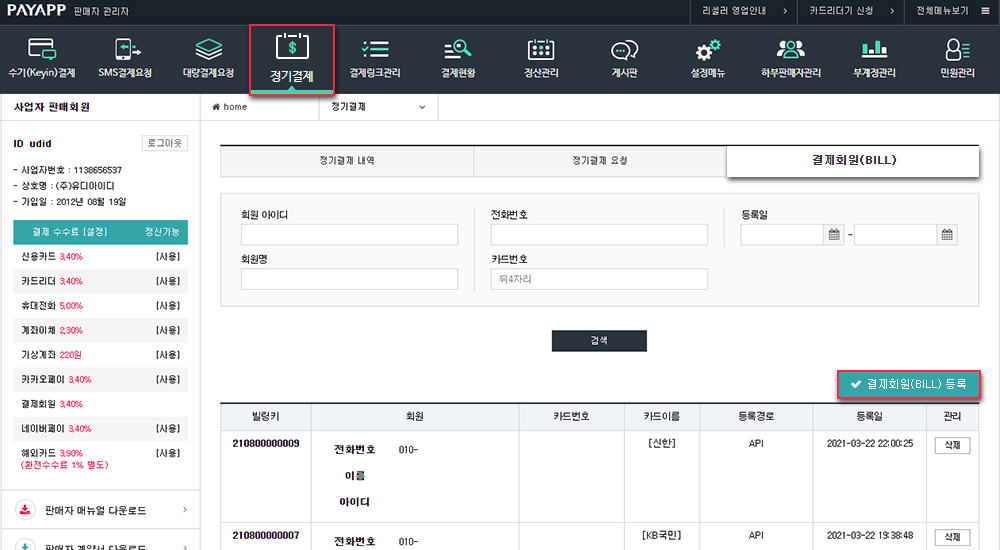 PAYAPP 판매자 관리자
리셀러 영업안내 > 카드리더기 신청 > 전체메뉴보기
수기(Keyin)결제 SMS결제요청 대량결제요청 정기결제 결제링크관리 결제현황 정산관리 게시판 설정메뉴 하부판매자관리 부계정관리 민원관리
사업자 판매회원
home 정기결제
ID udid 로그아웃
- 사업자번호 : 1138656537
- 상호명 : (주)유디아이디
- 가입일 : 2012년 08월 19일
결제 수수료 [설정] 정산가능
신용카드 3,40% [사용]
카드리더 3,40% [사용]
휴대전화 5,00% [사용]
계좌이체 2,30% [사용]
가상계좌 220원 [사용]
카카오페이 3,40% [사용]
결제회원 3,40%
네이버페이 3,40% [사용]
해외카드 3,90% [사용]
(환전수수료 1% 별도)
판매자 매뉴얼 다운로드 >
판매자 계약서 다운로드
정기결제 내역 정기결제 요청 결제회원(BILL)
회원 아이디 전화번호 등록일
-
회원명 카드번호
뒤4자리
검색
결제회원(BILL) 등록
빌링키 회원 카드번호 카드이름 등록경로 등록일 관리
210800000009 전화번호 010- [신한] API 2021-03-22 22:00:25 삭제
이름
아이디
210800000007 전화번호 010- [KB국민] API 2021-03-22 19:38:48 삭제